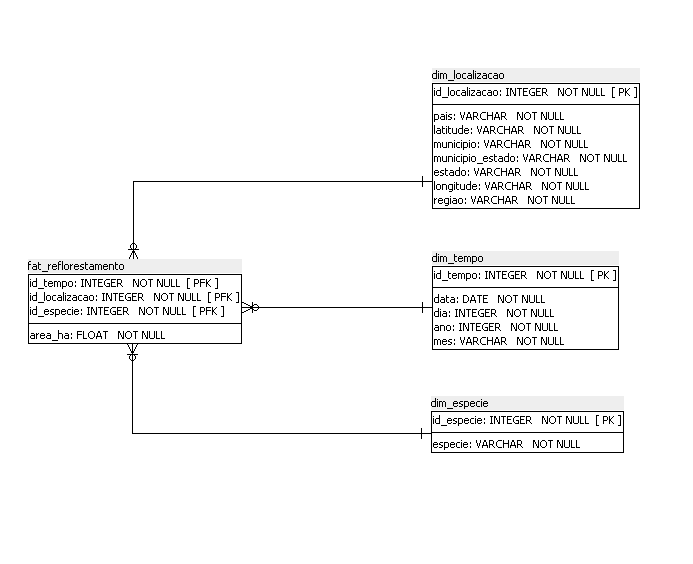 dim_localizacao
id_localizacao: INTEGER NOT NULL [ PK ]
pais: VARCHAR NOT NULL
latitude: VARCHAR NOT NULL
municipio: VARCHAR NOT NULL
municipio_estado: VARCHAR NOT NULL
estado: VARCHAR NOT NULL
longitude: VARCHAR NOT NULL
regiao: VARCHAR NOT NULL
fat_reflorestamento
id_tempo: INTEGER NOT NULL [ PFK ]
id_localizacao: INTEGER NOT NULL [ PFK ]
id_especie: INTEGER NOT NULL [ PFK ]
area_ha: FLOAT NOT NULL
dim_tempo
id_tempo: INTEGER NOT NULL [ PK ]
data: DATE NOT NULL
dia: INTEGER NOT NULL
ano: INTEGER NOT NULL
mes: VARCHAR NOT NULL
dim_especie
id_especie: INTEGER NOT NULL [ PK ]
especie: VARCHAR NOT NULL